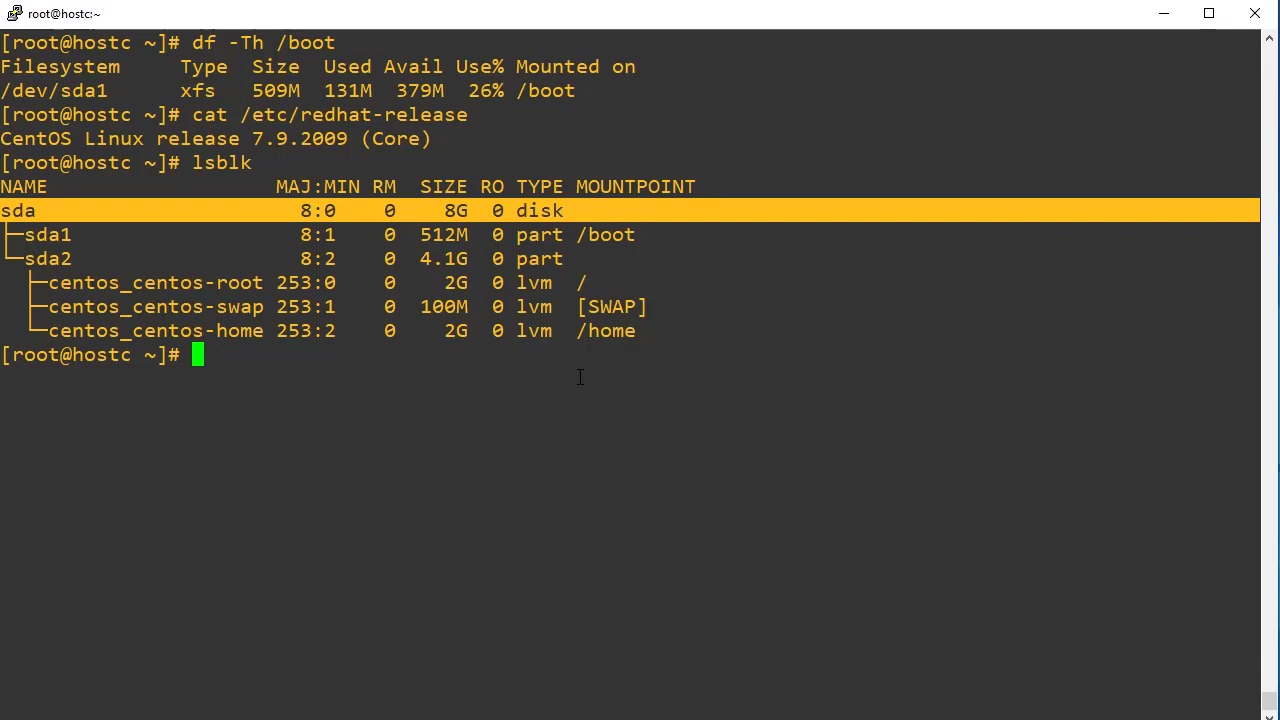 root@hostc:~
[root@hostc ~]# df -Th /boot
Filesystem     Type  Size  Used Avail Use% Mounted on
/dev/sda1      xfs   509M  131M  379M  26% /boot
[root@hostc ~]# cat /etc/redhat-release
CentOS Linux release 7.9.2009 (Core)
[root@hostc ~]# lsblk
NAME                   MAJ:MIN RM  SIZE RO TYPE MOUNTPOINT
sda                      8:0    0    8G  0 disk
├─sda1                   8:1    0  512M  0 part /boot
└─sda2                   8:2    0  4.1G  0 part
  ├─centos_centos-root 253:0    0    2G  0 lvm  /
  ├─centos_centos-swap 253:1    0  100M  0 lvm  [SWAP]
  └─centos_centos-home 253:2    0    2G  0 lvm  /home
[root@hostc ~]#